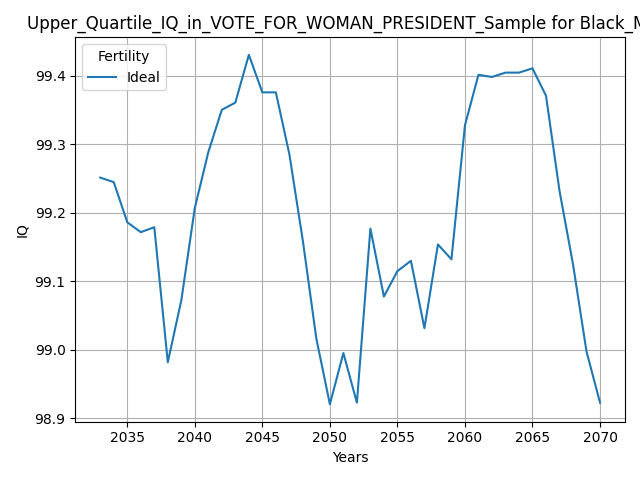 Upper_Quartile_IQ_in_VOTE_FOR_WOMAN_PRESIDENT_Sample for Black_M
Fertility
Ideal
99.4
99.3
99.2
99.1
99.0
98.9
IQ
2035 2040 2045 2050 2055 2060 2065 2070
Years